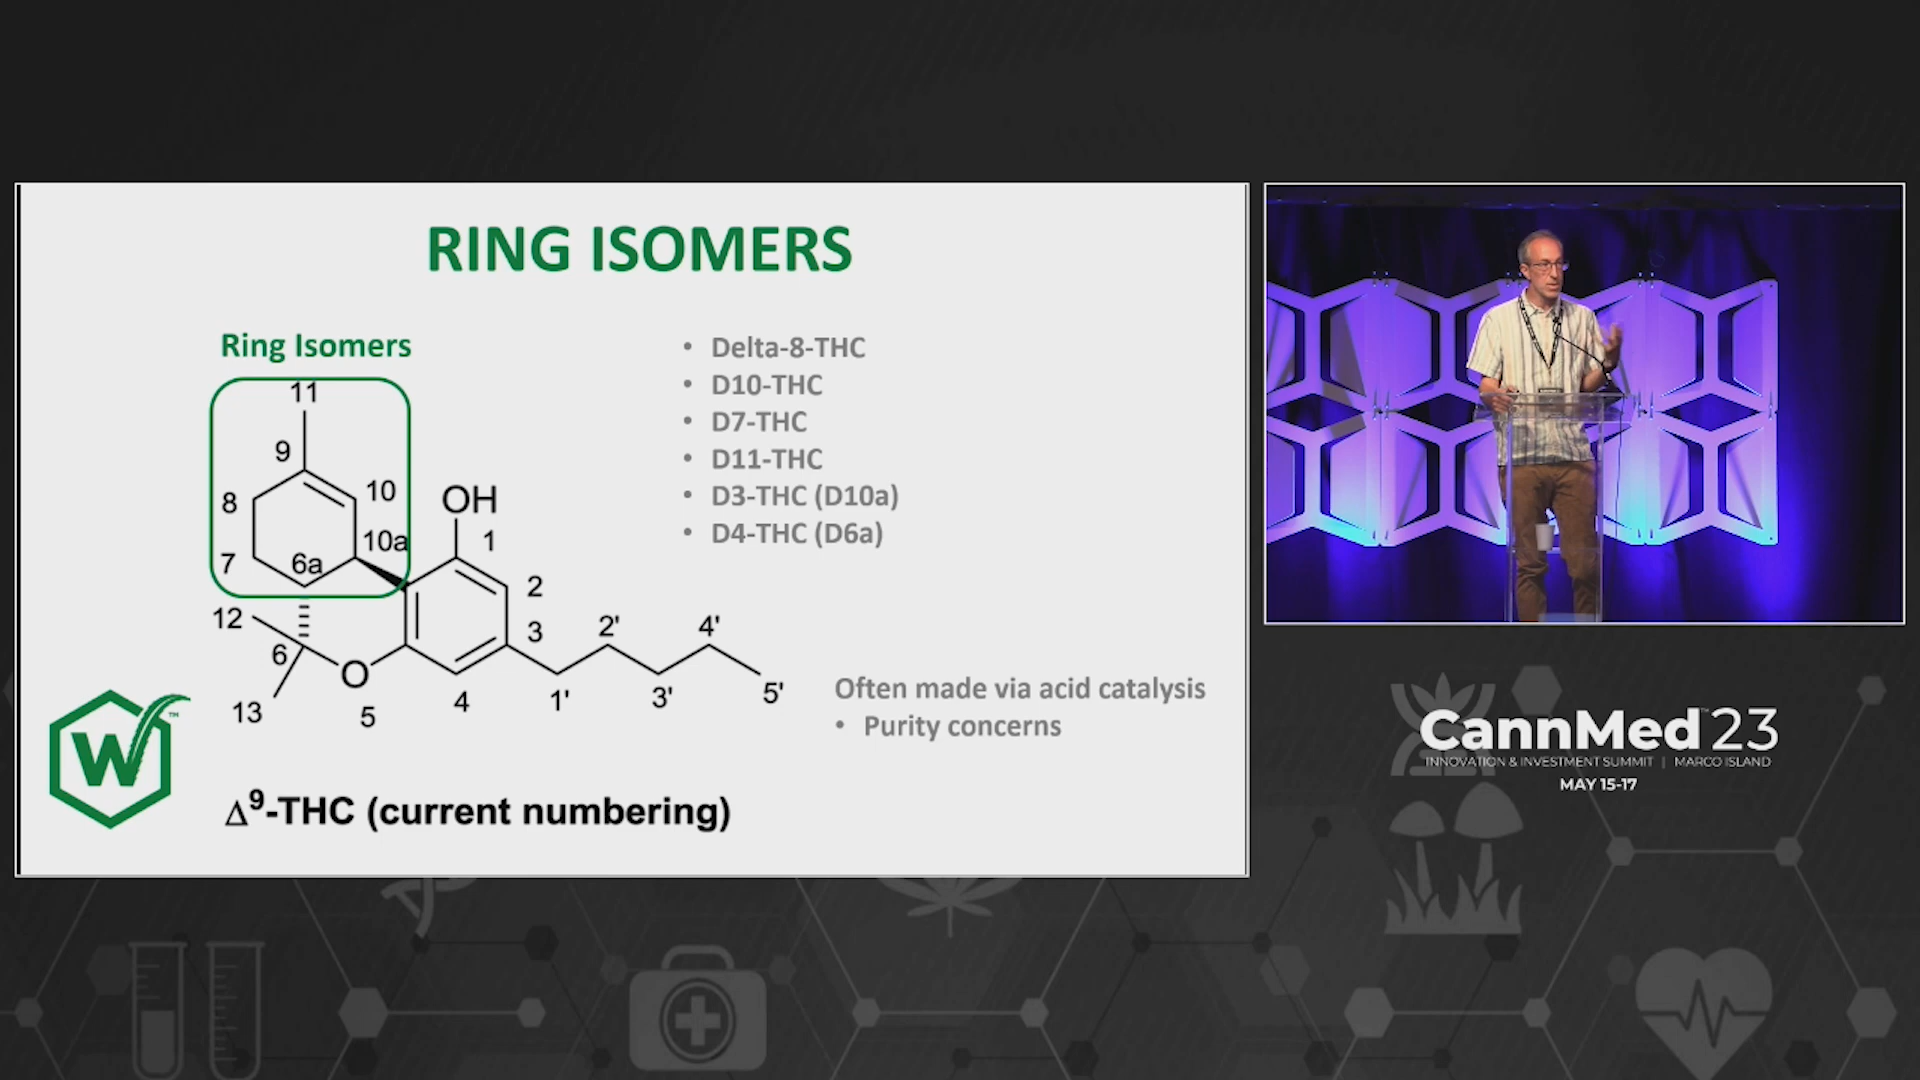 RING ISOMERS
Ring Isomers
11
9
8
10
10a
7
6a
OH
1
2
3
4
12
6
13
O
5
1'
2'
3'
4'
5'
• Delta-8-THC
• D10-THC
• D7-THC
• D11-THC
• D3-THC (D10a)
• D4-THC (D6a)
Often made via acid catalysis
• Purity concerns
W™
Δ⁹-THC (current numbering)
CannMed™23
INNOVATION & INVESTMENT SUMMIT | MARCO ISLAND
MAY 15-17